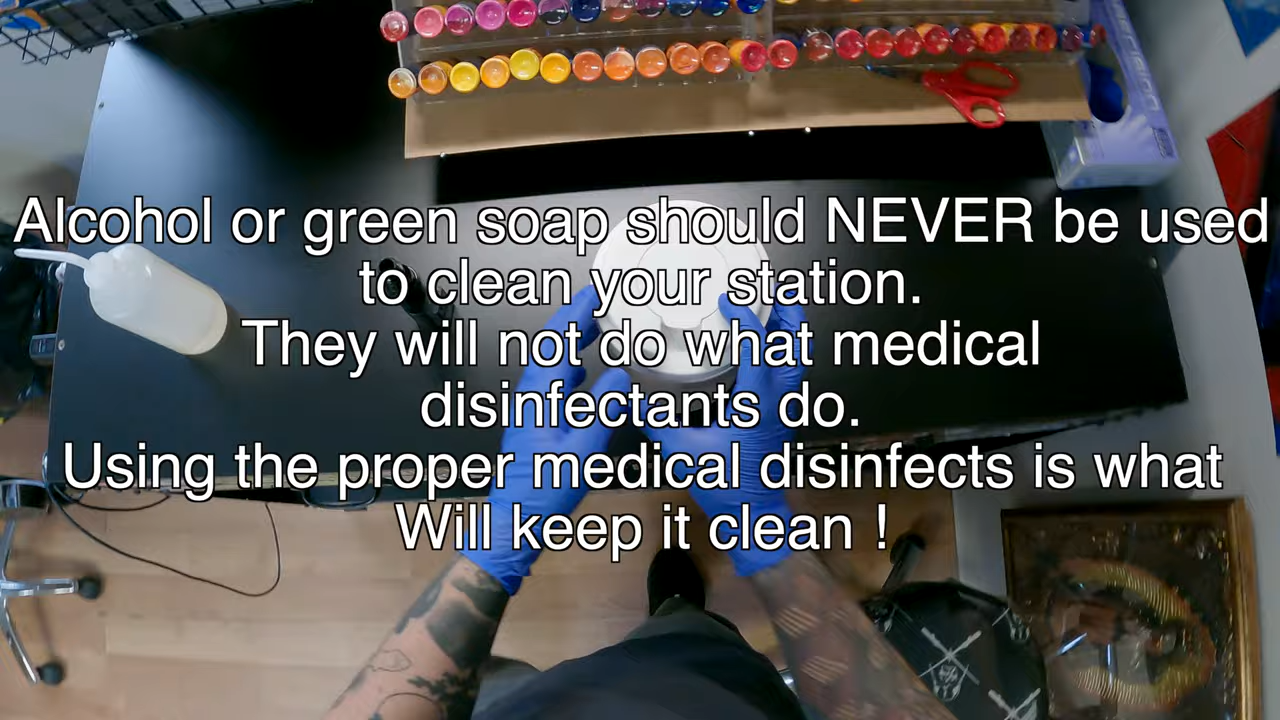 Alcohol or green soap should NEVER be used
to clean your station.
They will not do what medical
disinfectants do.
Using the proper medical disinfects is what
Will keep it clean !